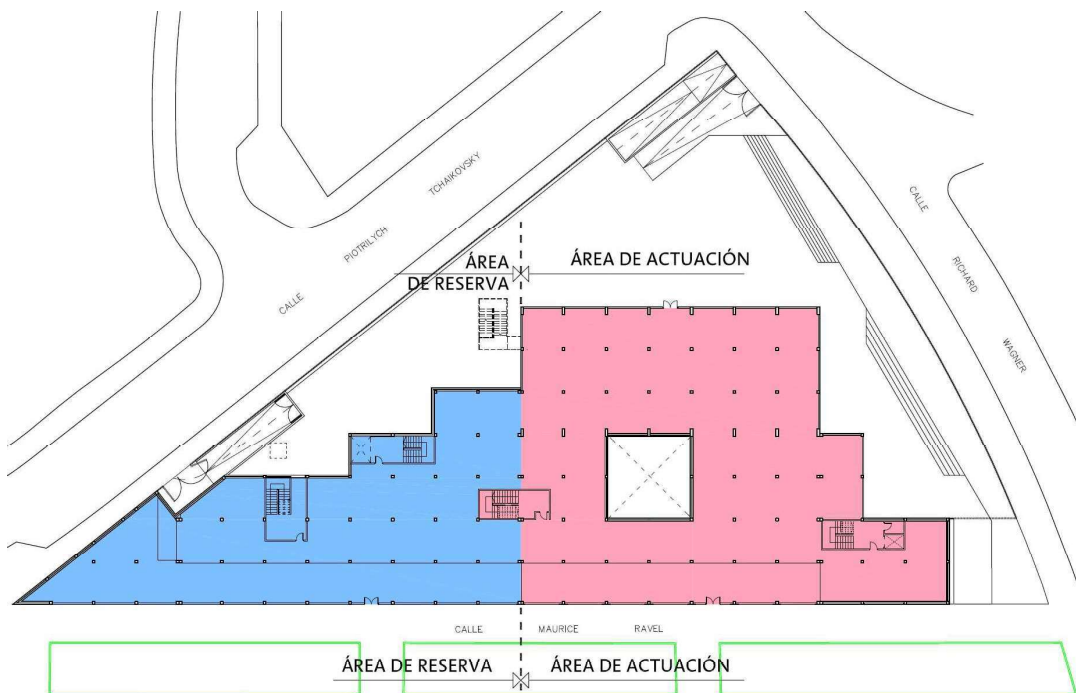 CALLE PIOTRILYCH TCHAIKOVSKY
CALLE RICHARD WAGNER
ÁREA DE RESERVA
ÁREA DE ACTUACIÓN
CALLE MAURICE RAVEL
ÁREA DE RESERVA
ÁREA DE ACTUACIÓN